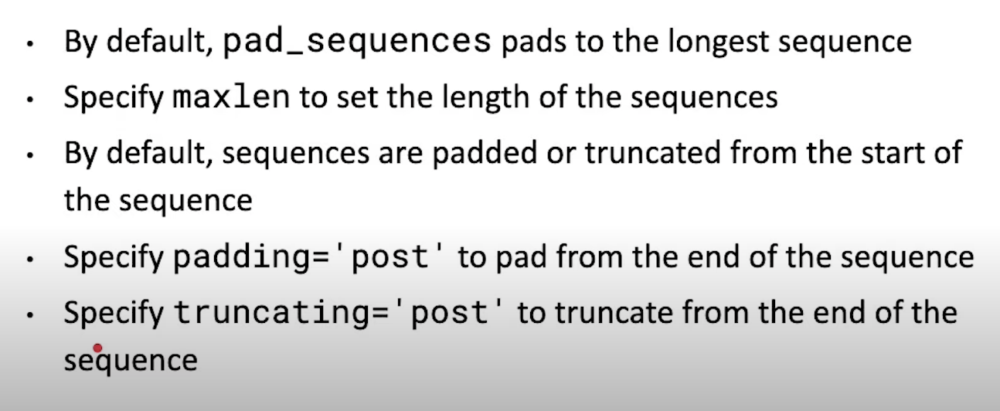 • By default, pad_sequences pads to the longest sequence
• Specify maxlen to set the length of the sequences
• By default, sequences are padded or truncated from the start of
the sequence
• Specify padding='post' to pad from the end of the sequence
• Specify truncating='post' to truncate from the end of the
sequence